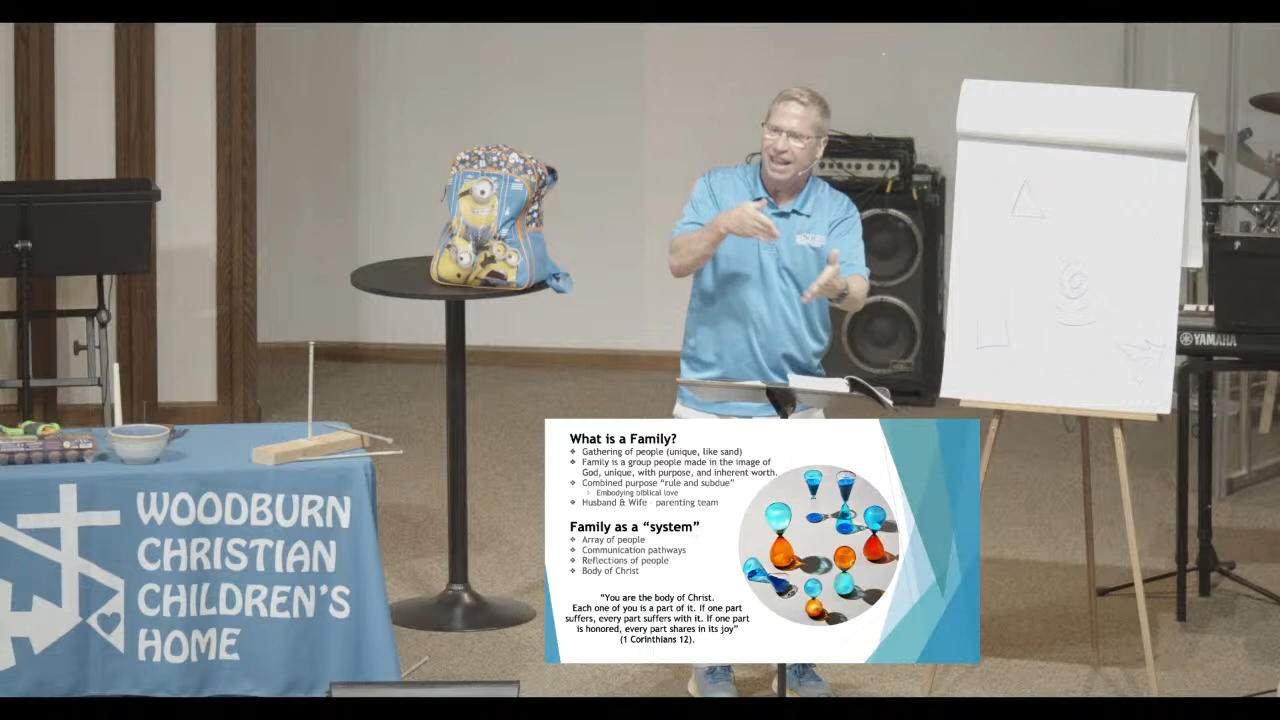 WOODBURN
CHRISTIAN
CHILDREN'S
HOME
YAMAHA
What is a Family?
Gathering of people (unique, like sand)
Family is a group people made in the image of
God, unique, with purpose, and inherent worth.
Combined purpose "rule and subdue"
Embodying biblical love
Husband & Wife - parenting team
Family as a "system"
Array of people
Communication pathways
Reflections of people
Body of Christ
"You are the body of Christ.
Each one of you is a part of it. If one part
suffers, every part suffers with it. If one part
is honored, every part shares in its joy"
(1 Corinthians 12).